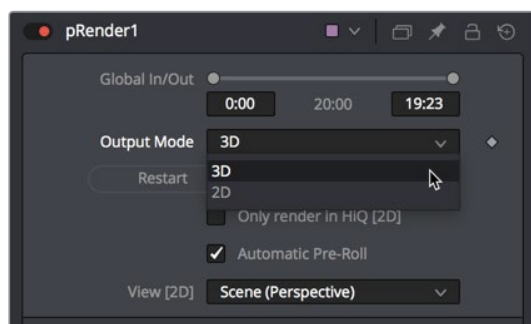 pRender1
Global In/Out
0:00 20:00 19:23
Output Mode 3D
Restart 3D
2D
Only render in HiQ [2D]
Automatic Pre-Roll
View [2D] Scene (Perspective)